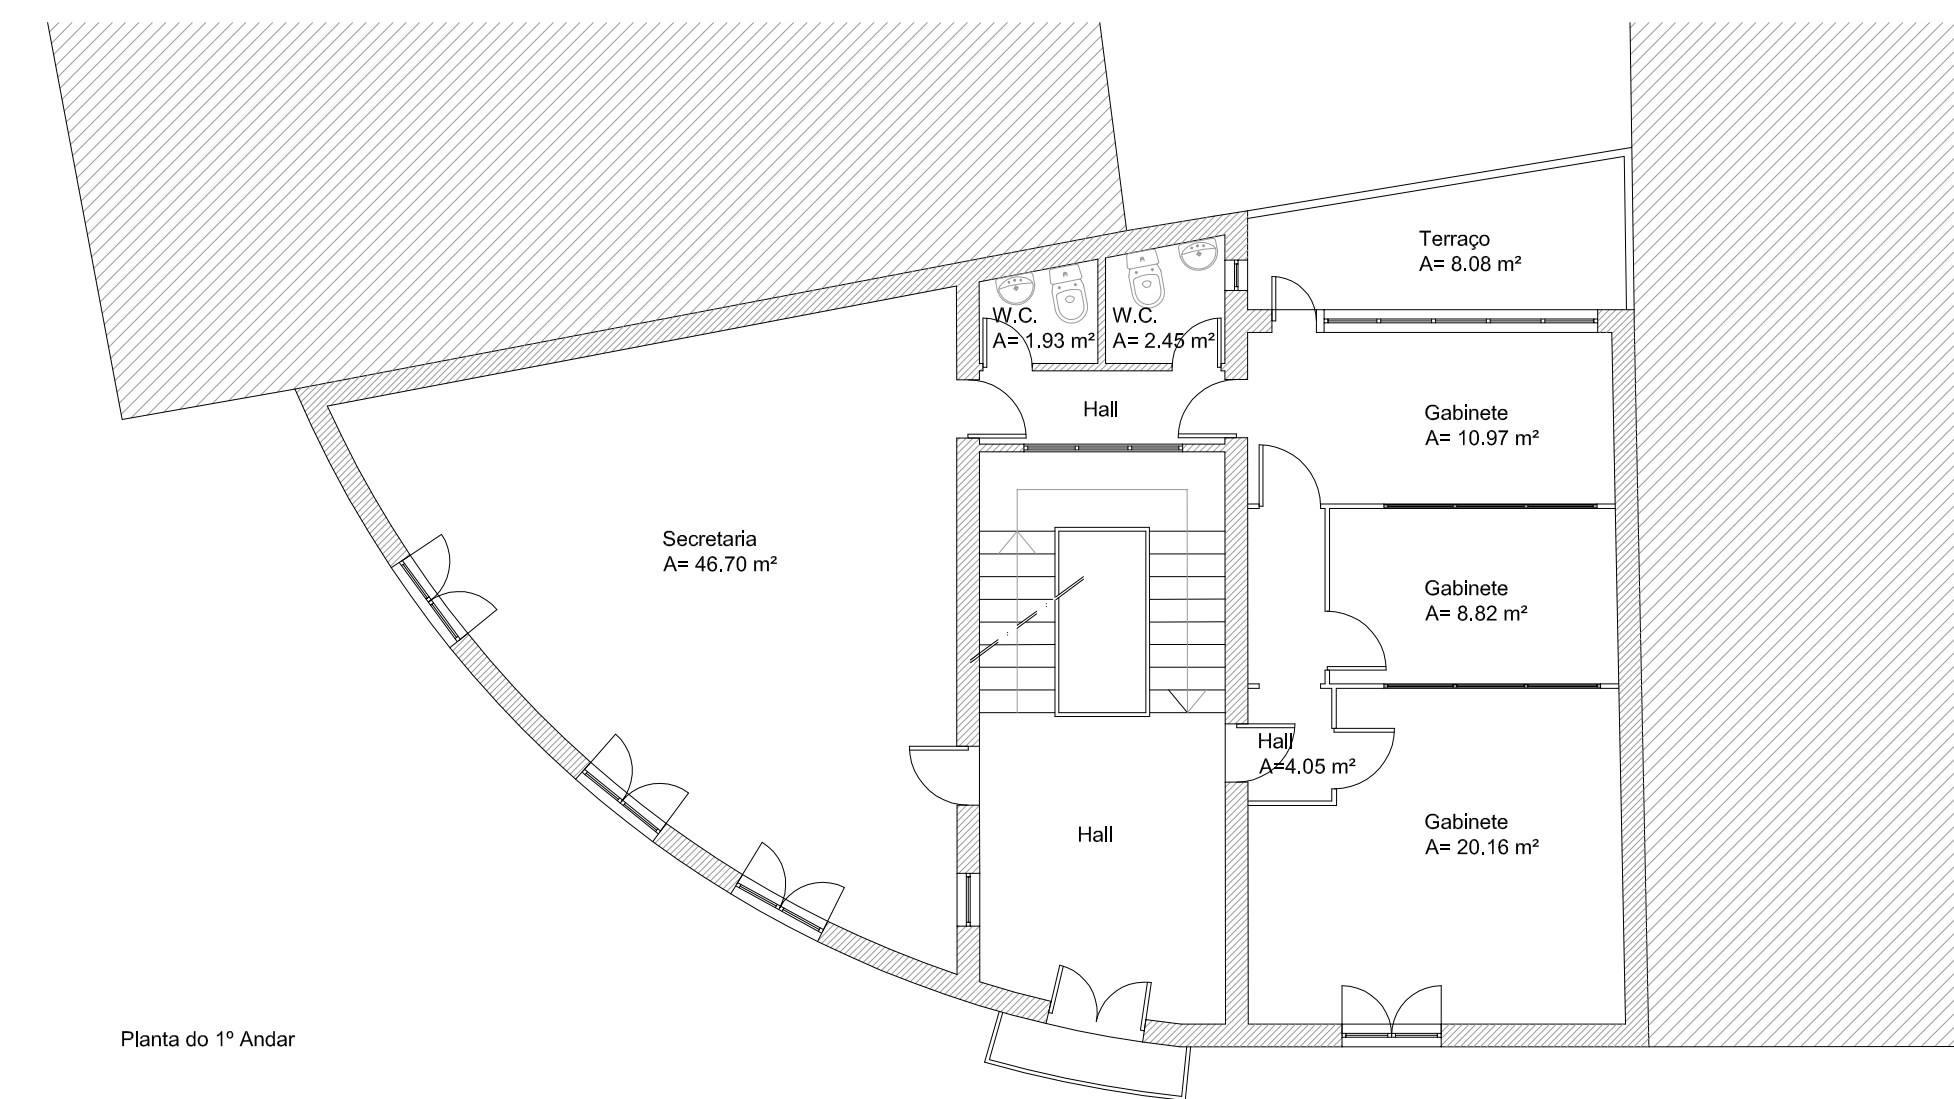 Terraço
A= 8.08 m²
W.C.
A= 1.93 m²
W.C.
A= 2.45 m²
Hall
Gabinete
A= 10.97 m²
Secretaria
A= 46.70 m²
Gabinete
A= 8.82 m²
Hall
A=4.05 m²
Hall
Gabinete
A= 20.16 m²
Planta do 1º Andar